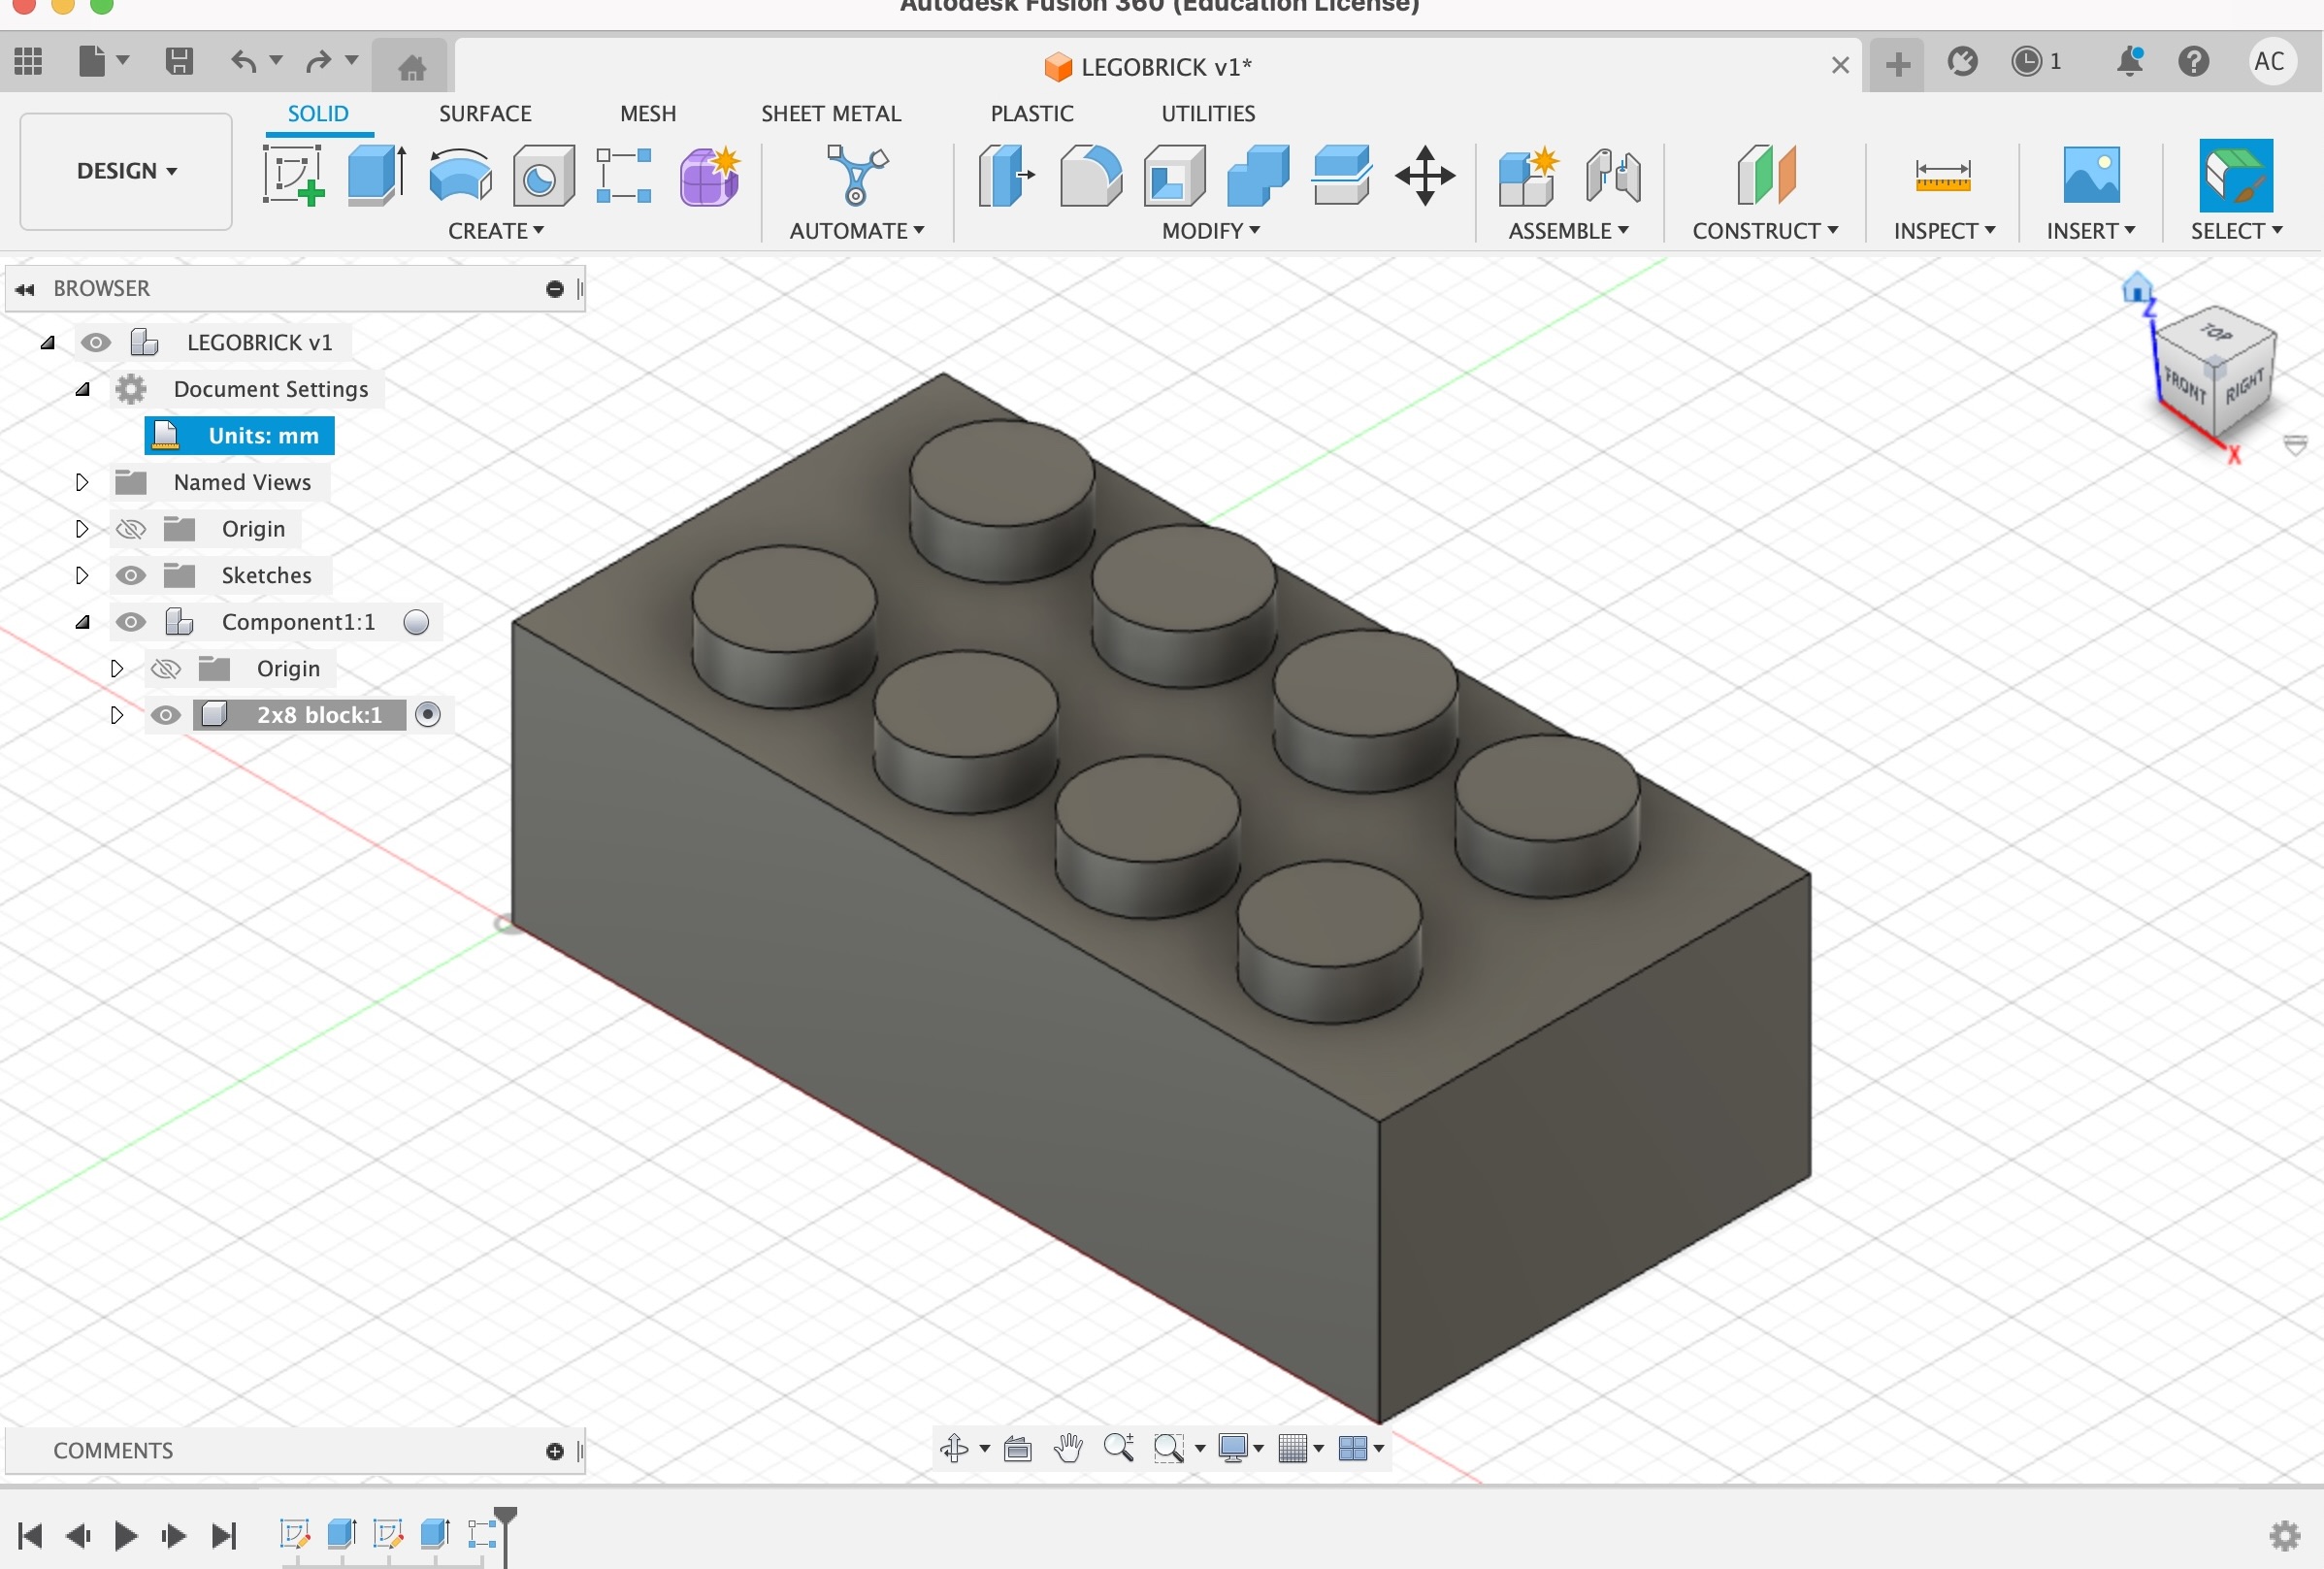 Autodesk Fusion 360 (Education License)
LEGOBRICK v1*
1
AC
DESIGN
SOLID SURFACE MESH SHEET METAL PLASTIC UTILITIES
CREATE AUTOMATE MODIFY ASSEMBLE CONSTRUCT INSPECT INSERT SELECT
BROWSER
LEGOBRICK v1
Document Settings
Units: mm
Named Views
Origin
Sketches
Component1:1
Origin
2x8 block:1
Z
TOP
FRONT RIGHT
X
COMMENTS